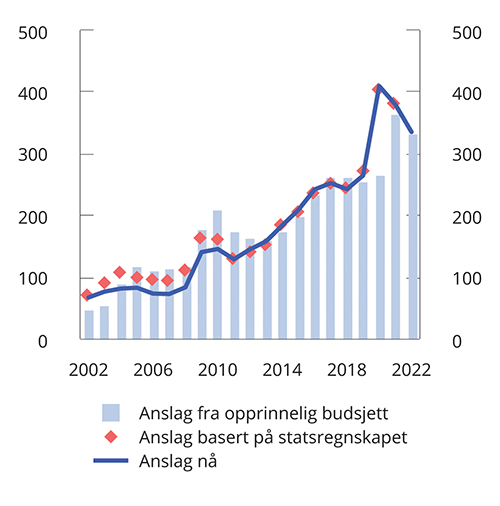 500 500
400 400
300 300
200 200
100 100
0 0
2002 2006 2010 2014 2018 2022
Anslag fra opprinnelig budsjett
Anslag basert på statsregnskapet
Anslag nå